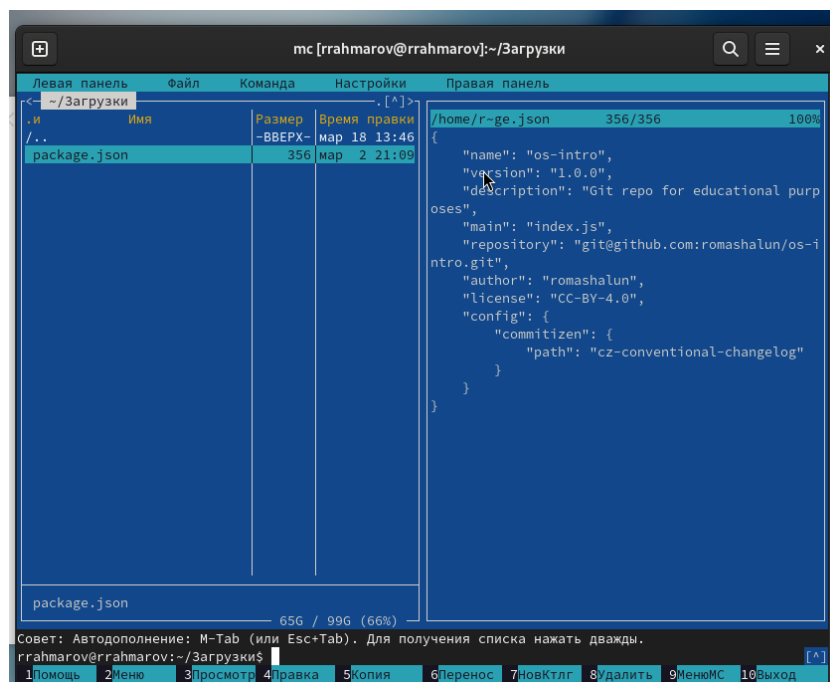 mc [rrahmarov@rrahmarov]:~/Загрузки
Левая панель Файл Команда Настройки Правая панель
<─ ~/Загрузки .[^]>
.и Имя Размер Время правки
/.. -ВВЕРХ- мар 18 13:46
package.json 356 мар 2 21:09
package.json
65G / 99G (66%)
/home/r~ge.json 356/356 100%
{
"name": "os-intro",
"version": "1.0.0",
"description": "Git repo for educational purp
oses",
"main": "index.js",
"repository": "git@github.com:romashalun/os-i
ntro.git",
"author": "romashalun",
"license": "CC-BY-4.0",
"config": {
"commitizen": {
"path": "cz-conventional-changelog"
}
}
}
Совет: Автодополнение: M-Tab (или Esc+Tab). Для получения списка нажать дважды.
rrahmarov@rrahmarov:~/Загрузки$ [^]
1Помощь 2Меню 3Просмотр 4Правка 5Копия 6Перенос 7НовКтлг 8Удалить 9МенюМС 10Выход